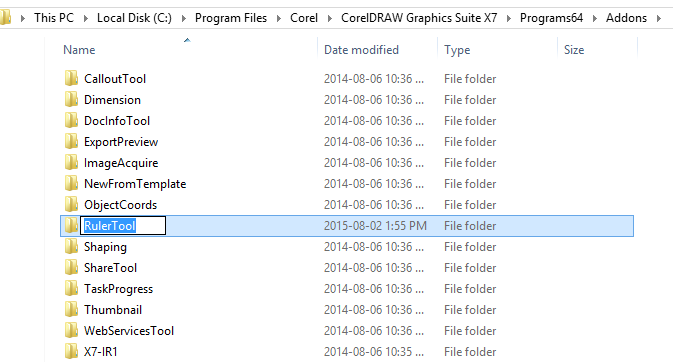 This PC Local Disk (C:) Program Files Corel CorelDRAW Graphics Suite X7 Programs64 Addons
Name Date modified Type Size
CalloutTool 2014-08-06 10:36 ... File folder
Dimension 2014-08-06 10:36 ... File folder
DocInfoTool 2014-08-06 10:36 ... File folder
ExportPreview 2014-08-06 10:36 ... File folder
ImageAcquire 2014-08-06 10:36 ... File folder
NewFromTemplate 2014-08-06 10:36 ... File folder
ObjectCoords 2014-08-06 10:36 ... File folder
RulerTool 2015-08-02 1:55 PM File folder
Shaping 2014-08-06 10:36 ... File folder
ShareTool 2014-08-06 10:36 ... File folder
TaskProgress 2014-08-06 10:36 ... File folder
Thumbnail 2014-08-06 10:36 ... File folder
WebServicesTool 2014-08-06 10:36 ... File folder
X7-IR1 2014-08-06 10:35 ... File folder